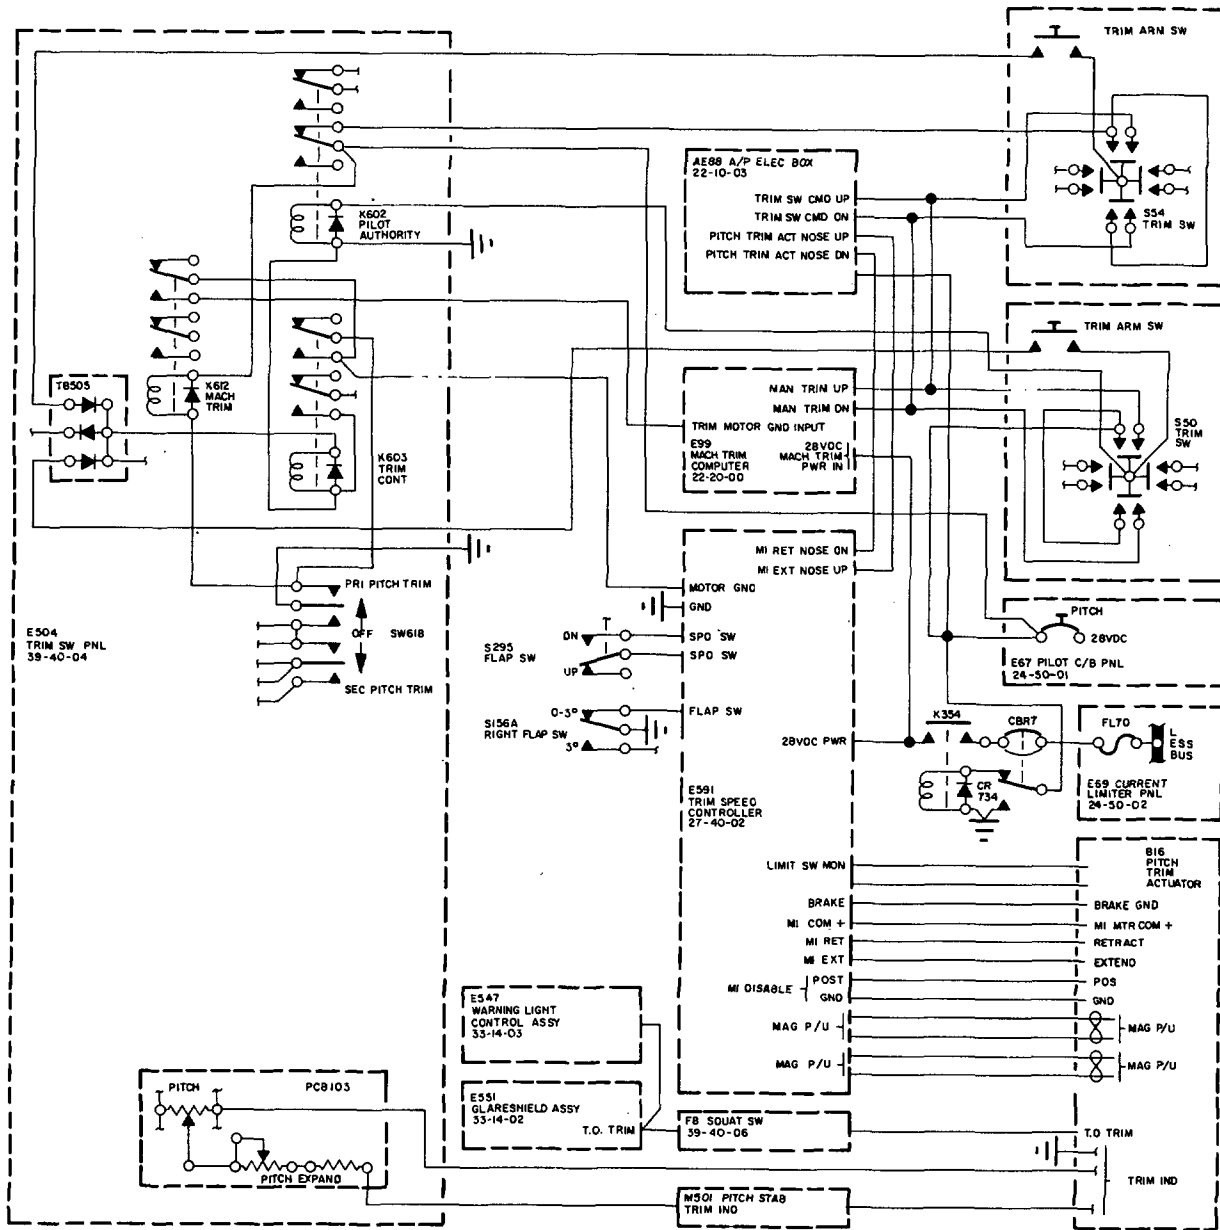 TRIM ARN SW
S54
TRIM SW
AE88 A/P ELEC BOX
22-10-03
TRIM SW CMD UP
TRIM SW CMD ON
PITCH TRIM ACT NOSE UP
PITCH TRIM ACT NOSE DN
K602
PILOT
AUTHORITY
TRIM ARM SW
S50
TRIM
SW
TB505
K612
MACH
TRIM
K603
TRIM
CONT
MAN TRIM UP
MAN TRIM DN
TRIM MOTOR GND INPUT
E99
MACH TRIM
COMPUTER
22-20-00
28VDC
MACH TRIM
PWR IN
MI RET NOSE ON
MI EXT NOSE UP
MOTOR GND
GND
SPO SW
SPO SW
FLAP SW
28VDC PWR
E591
TRIM SPEED
CONTROLLER
27-40-02
PRI PITCH TRIM
OFF
SW618
SEC PITCH TRIM
E504
TRIM SW PNL
39-40-04
S295
FLAP SW
DN
UP
S156A
RIGHT FLAP SW
0-3°
3°
PITCH
28VDC
E67 PILOT C/B PNL
24-50-01
K354
CBR7
CR
734
FL70
L
ESS
BUS
E69 CURRENT
LIMITER PNL
24-50-02
LIMIT SW MON
BRAKE
MI COM +
MI RET
MI EXT
MI DISABLE
POST
GND
MAG P/U
MAG P/U
B16
PITCH
TRIM
ACTUATOR
BRAKE GND
MI MTR COM +
RETRACT
EXTEND
POS
GND
MAG P/U
MAG P/U
E547
WARNING LIGHT
CONTROL ASSY
33-14-03
E551
GLARESHIELD ASSY
33-14-02
T.O. TRIM
F8 SQUAT SW
39-40-06
T.O TRIM
TRIM IND
M501 PITCH STAB
TRIM IND
PITCH
PCB103
PITCH EXPAND